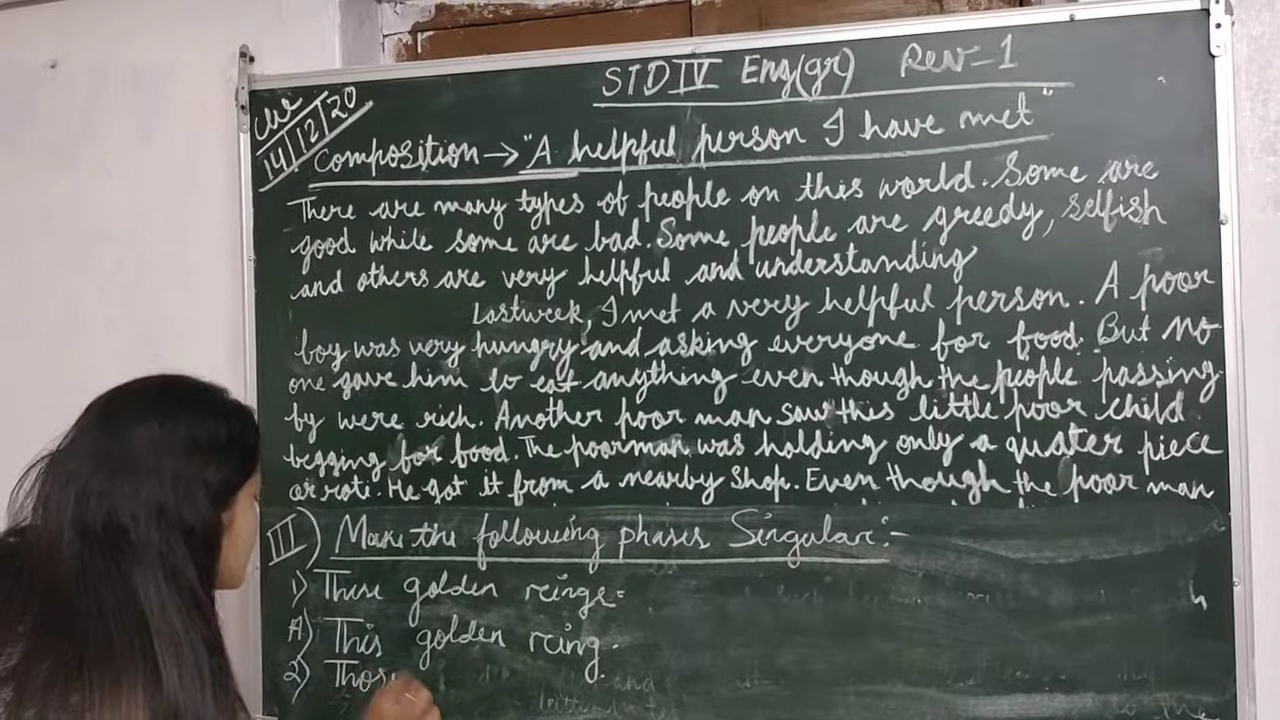 STD IV Eng(gr) Rev-1
CW
14/12/20
Composition → "A helpful person I have met"
There are many types of people on this world. Some are
good while some are bad. Some people are greedy, selfish
and others are very helpful and understanding
Lastweek, I met a very helpful person. A poor
boy was very hungry and asking everyone for food. But no
one gave him to eat anything even though the people passing
by were rich. Another poor man saw this little poor child
begging for food. The poorman was holding only a quater piece
or roti. He got it from a nearby shop. Even though the poor man
III) Make the following phases Singular:-
1) These golden reings=
A) This golden reing.
2) Thos